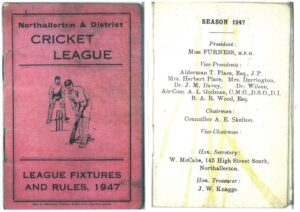 Northallerton & District
CRICKET
LEAGUE
LEAGUE FIXTURES
AND RULES, 1947
SEASON 1947
President:
Miss FURNESS, M.F.H.
Vice-Presidents:
Alderman T. Place, Esq., J.P.
Mrs. Herbert Place, Mrs. Dorrington,
Dr. J. M. Davey, Dr. Wilson,
Air-Com. A. L. Godman, C.M.G., D.S.O., D.L.
B. A. R. Wood, Esq.
Chairman:
Councillor A. E. Skelton.
Vice-Chairman:
Hon. Secretary:
W. McCabe, 145 High Street South,
Northallerton.
Hon. Treasurer:
J. W. Knaggs.